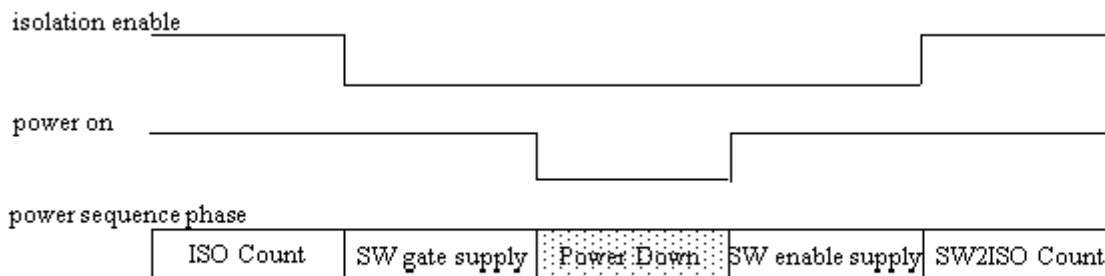 isolation enable
power on
power sequence phase
ISO Count
SW gate supply
Power Down
SW enable supply
SW2ISO Count